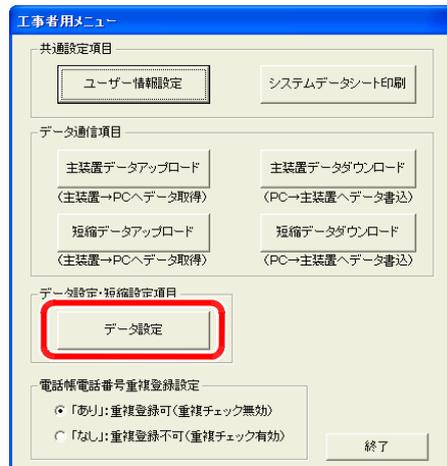 工事者用メニュー
共通設定項目
ユーザー情報設定
システムデータシート印刷
データ通信項目
主装置データアップロード
主装置データダウンロード
(主装置→PCへデータ取得)
(PC→主装置へデータ書込)
短縮データアップロード
短縮データダウンロード
(主装置→PCへデータ取得)
(PC→主装置へデータ書込)
データ設定・短縮設定項目
データ設定
電話帳電話番号重複登録設定
「あり」:重複登録可(重複チェック無効)
「なし」:重複登録不可(重複チェック有効)
終了